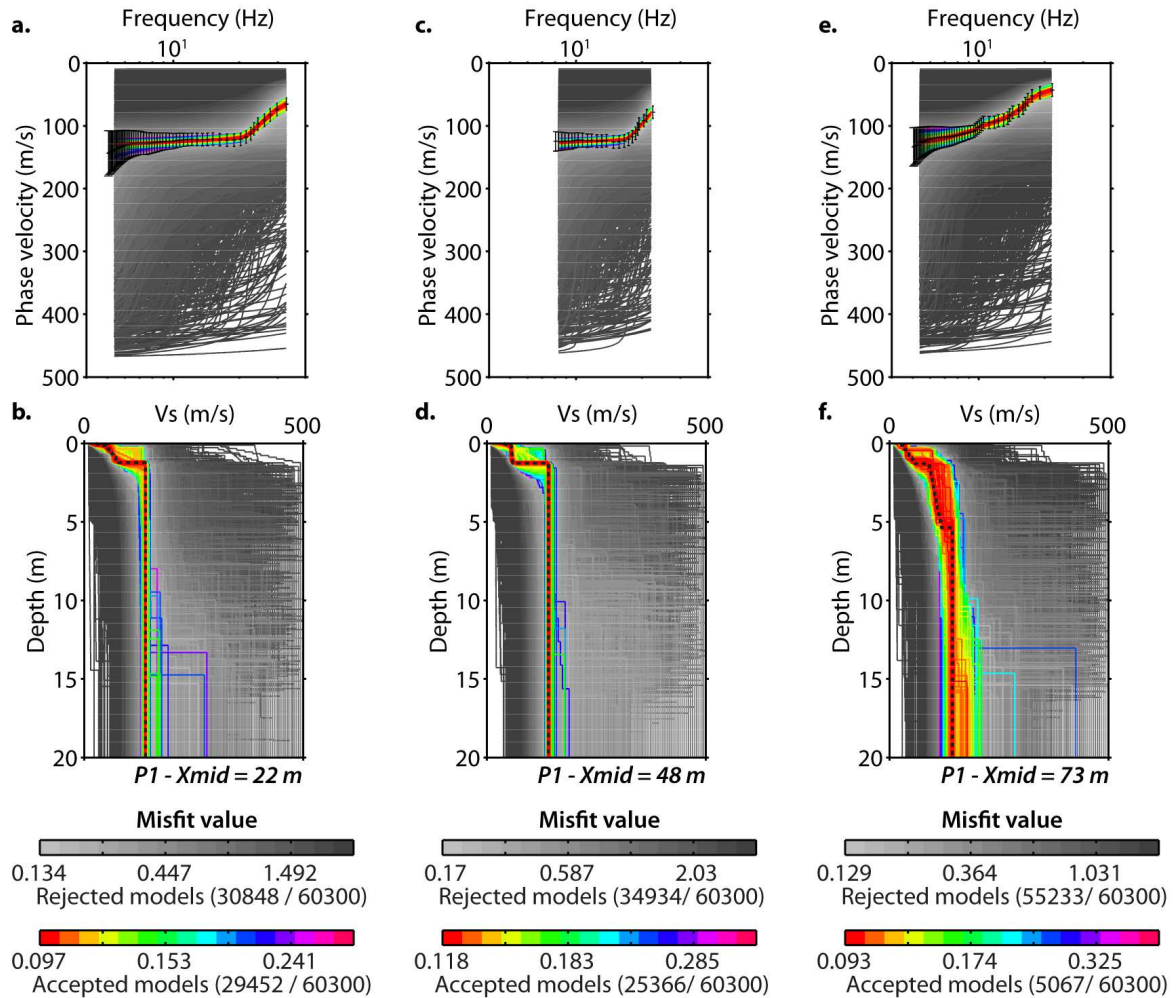 a.
Frequency (Hz)
10¹
Phase velocity (m/s)
0
100
200
300
400
500
c.
Frequency (Hz)
10¹
Phase velocity (m/s)
0
100
200
300
400
500
e.
Frequency (Hz)
10¹
Phase velocity (m/s)
0
100
200
300
400
500
b.
Vs (m/s)
0
500
Depth (m)
0
5
10
15
20
P1 - Xmid = 22 m
d.
Vs (m/s)
0
500
Depth (m)
0
5
10
15
20
P1 - Xmid = 48 m
f.
Vs (m/s)
0
500
Depth (m)
0
5
10
15
20
P1 - Xmid = 73 m
Misfit value
0.134 0.447 1.492
Rejected models (30848 / 60300)
0.097 0.153 0.241
Accepted models (29452 / 60300)
Misfit value
0.17 0.587 2.03
Rejected models (34934/ 60300)
0.118 0.183 0.285
Accepted models (25366/ 60300)
Misfit value
0.129 0.364 1.031
Rejected models (55233/ 60300)
0.093 0.174 0.325
Accepted models (5067/ 60300)